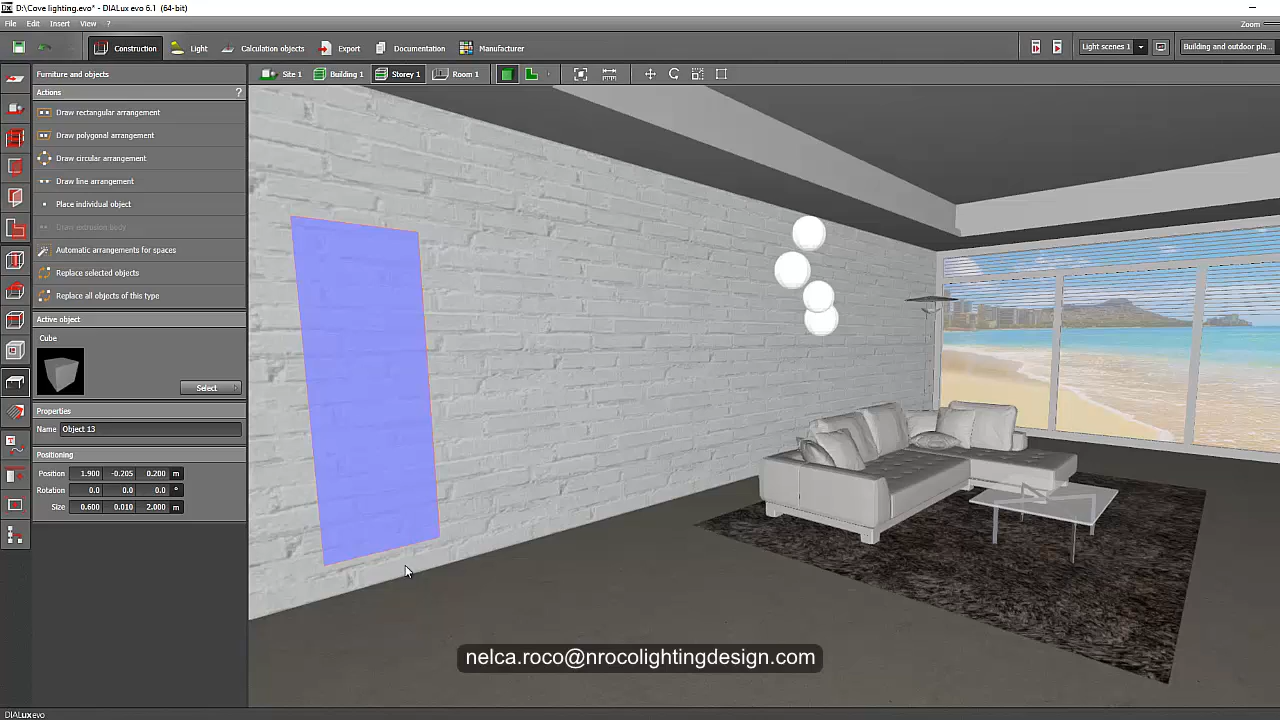 D:\Cove lighting.evo* - DIALux evo 6.1 (64-bit)
File Edit Insert View ?
Zoom
Construction Light Calculation objects Export Documentation Manufacturer
Light scenes 1 Building and outdoor pla...
Furniture and objects
Site 1 Building 1 Storey 1 Room 1
Actions ?
Draw rectangular arrangement
Draw polygonal arrangement
Draw circular arrangement
Draw line arrangement
Place individual object
Draw extrusion body
Automatic arrangements for spaces
Replace selected objects
Replace all objects of this type
Active object
Cube
Select
Properties
Name Object 13
Positioning
Position 1.900 -0.205 0.200 m
Rotation 0.0 0.0 0.0 °
Size 0.600 0.010 2.000 m
nelca.roco@nrocolightingdesign.com
DIALux evo